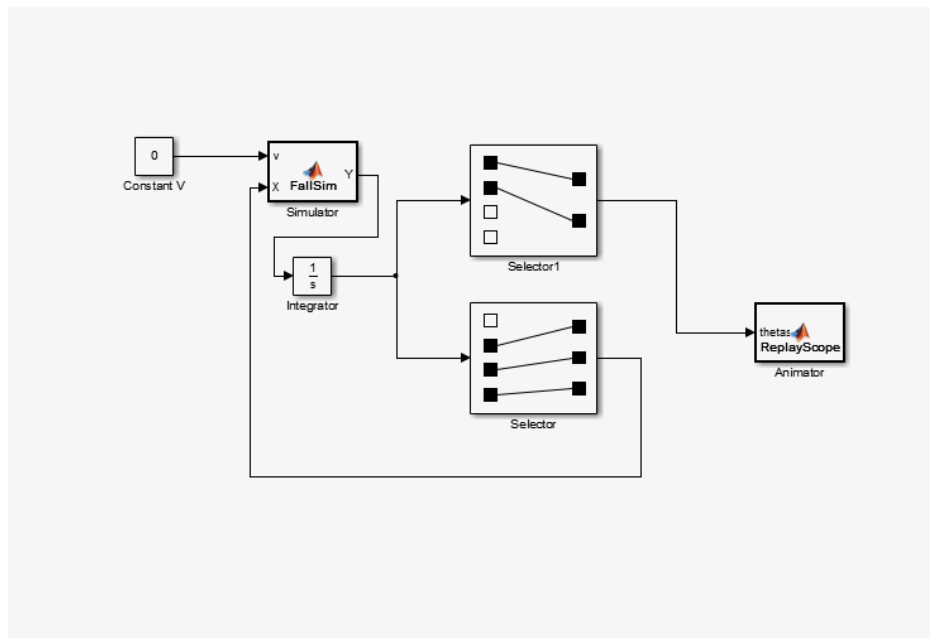 0
Constant V
v
X
FallSim
Y
Simulator
1
s
Integrator
Selector1
Selector
thetas
ReplayScope
Animator